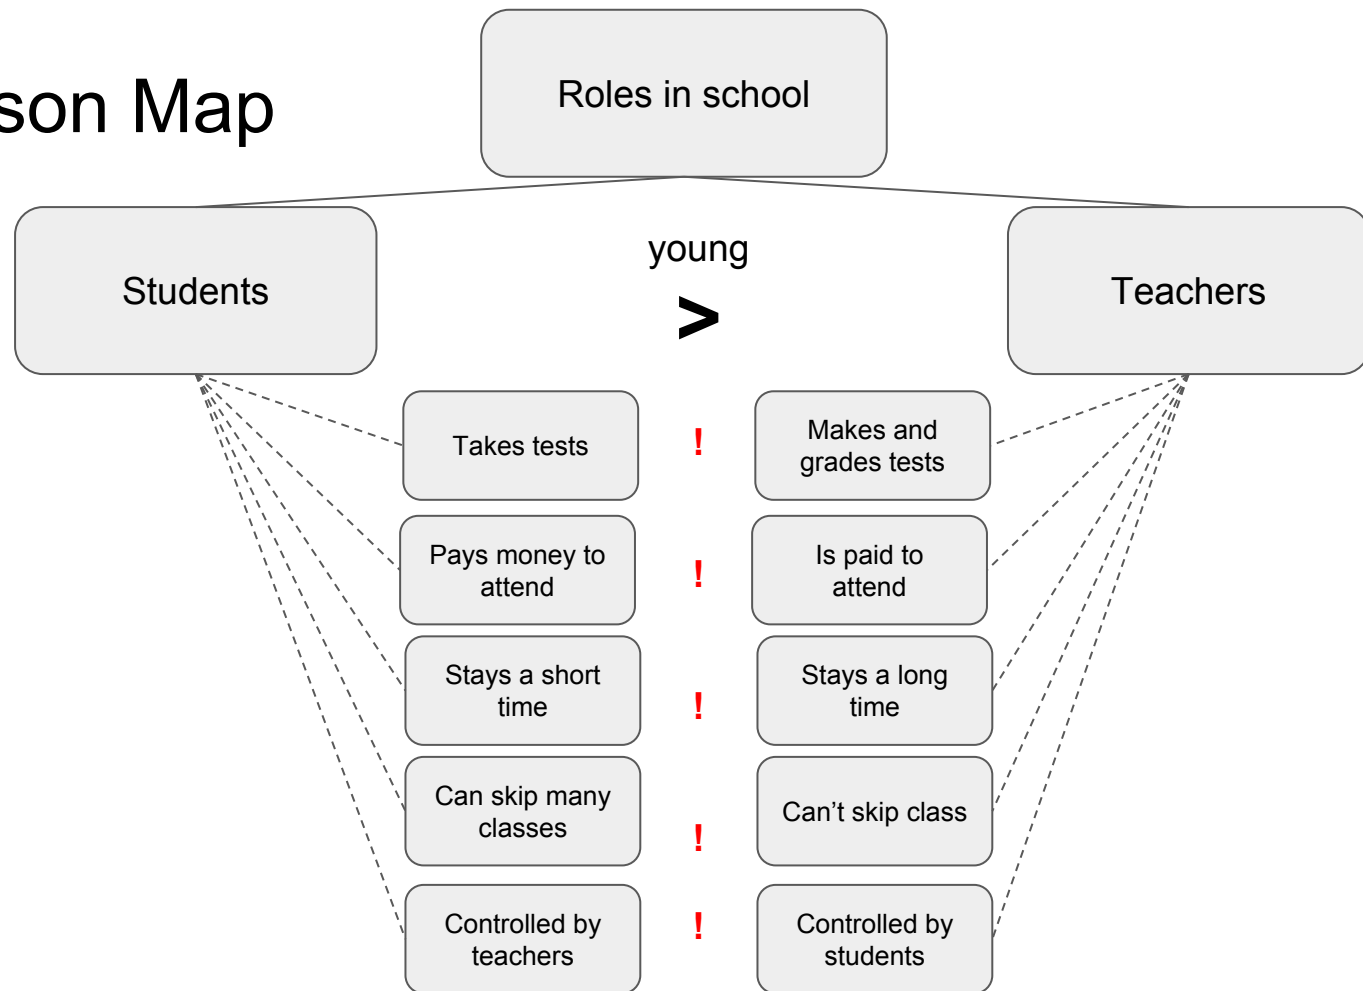 son Map
Roles in school
Students
young
>
Teachers
Takes tests
!
Makes and
grades tests
Pays money to
attend
!
Is paid to
attend
Stays a short
time
!
Stays a long
time
Can skip many
classes
!
Can’t skip class
Controlled by
teachers
!
Controlled by
students